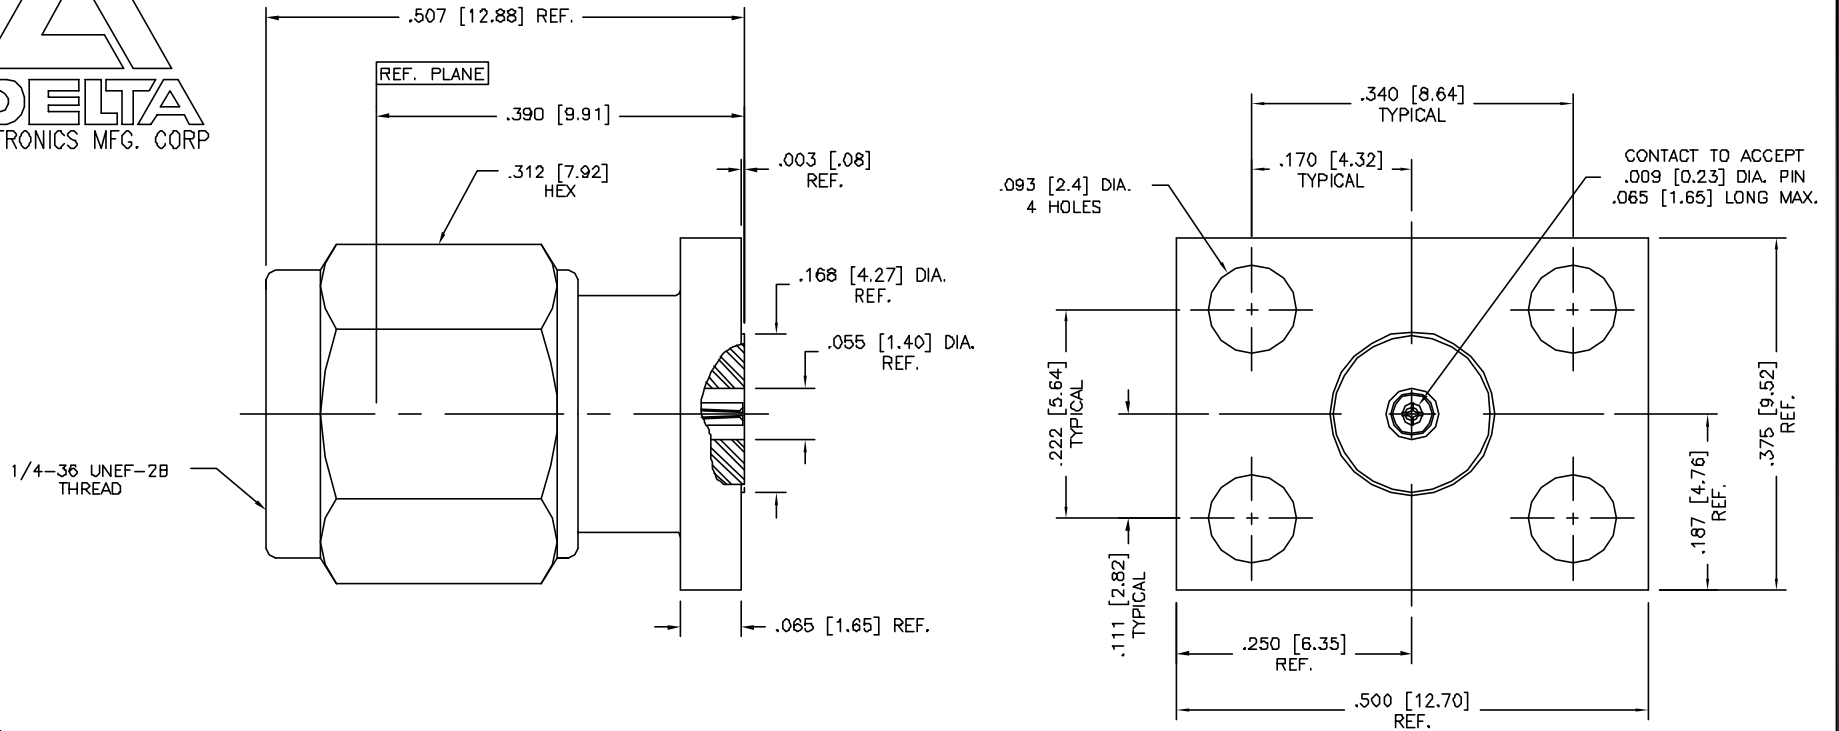 .507 [12.88] REF.
REF. PLANE
DELTA
TRONICS MFG. CORP
.390 [9.91]
.312 [7.92]
HEX
.003 [.08]
REF.
.168 [4.27] DIA.
REF.
.055 [1.40] DIA.
REF.
1/4-36 UNEF-2B
THREAD
.065 [1.65] REF.
.340 [8.64]
TYPICAL
.170 [4.32]
TYPICAL
.093 [2.4] DIA.
4 HOLES
CONTACT TO ACCEPT
.009 [0.23] DIA. PIN
.065 [1.65] LONG MAX.
.222 [5.64]
TYPICAL
.111 [2.82]
TYPICAL
.375 [9.52]
REF.
.187 [4.76]
REF.
.250 [6.35]
REF.
.500 [12.70]
REF.